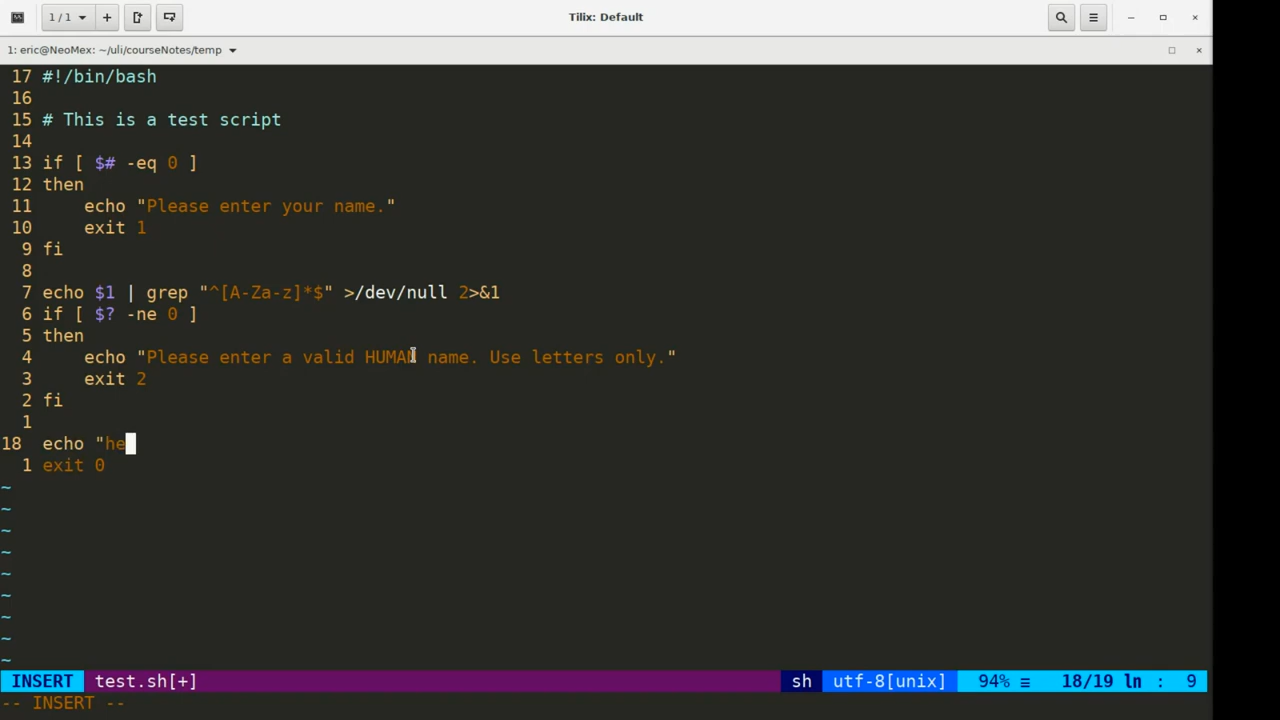 1 / 1
Tilix: Default
1: eric@NeoMex: ~/uli/courseNotes/temp
17 #!/bin/bash
16
15 # This is a test script
14
13 if [ $# -eq 0 ]
12 then
11     echo "Please enter your name."
10     exit 1
9 fi
8
7 echo $1 | grep "^[A-Za-z]*$" >/dev/null 2>&1
6 if [ $? -ne 0 ]
5 then
4     echo "Please enter a valid HUMAN name. Use letters only."
3     exit 2
2 fi
1
18 echo "he
1 exit 0
~
~
~
~
~
~
~
~
~
INSERT test.sh[+] sh utf-8[unix] 94% ≡ 18/19 ln : 9
-- INSERT --